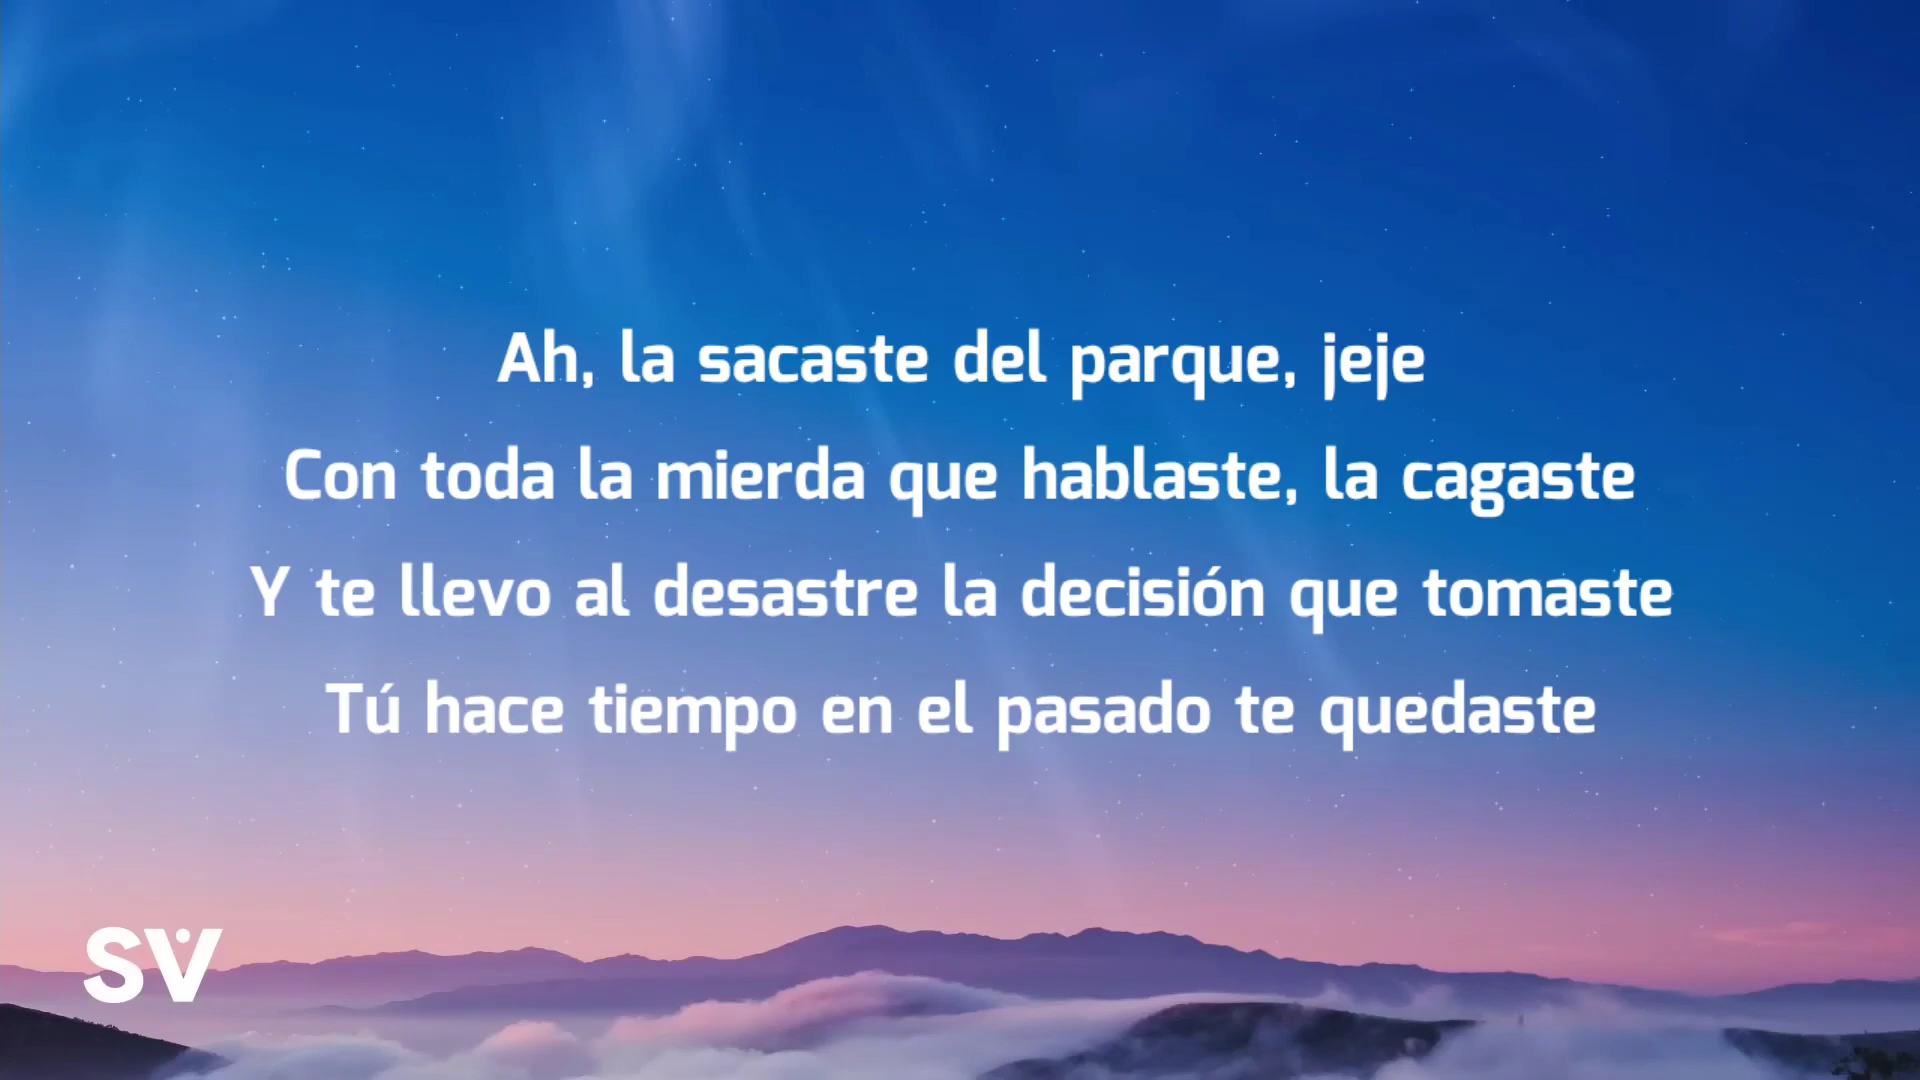 Ah, la sacaste del parque, jeje
Con toda la mierda que hablaste, la cagaste
Y te llevo al desastre la decisión que tomaste
Tú hace tiempo en el pasado te quedaste
SV